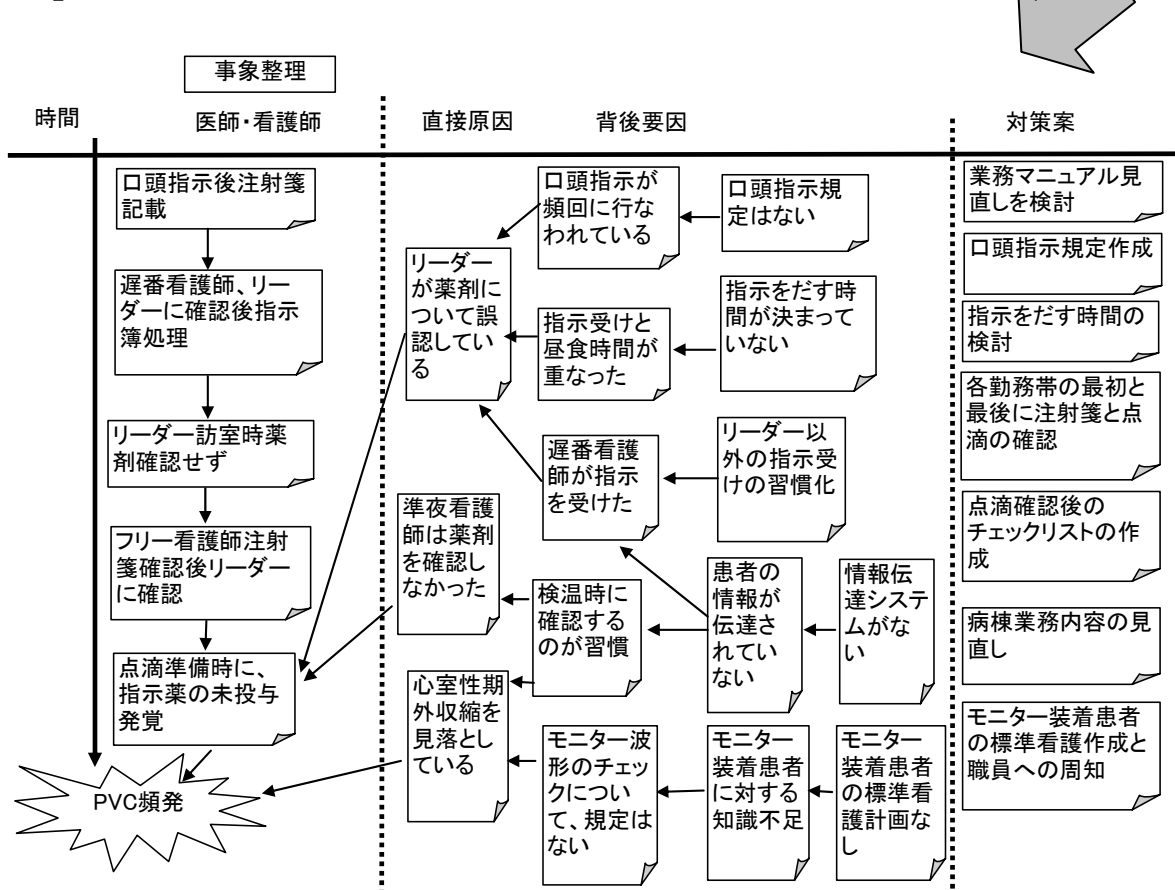 事象整理
時間
医師・看護師
直接原因
背後要因
対策案
口頭指示後注射箋
記載
遅番看護師、リー
ダーに確認後指示
簿処理
リーダー訪室時薬
剤確認せず
フリー看護師注射
箋確認後リーダー
に確認
点滴準備時に、
指示薬の未投与
発覚
PVC頻発
リーダー
が薬剤に
ついて誤
認してい
る
準夜看護
師は薬剤
を確認し
なかった
心室性期
外収縮を
見落とし
ている
口頭指示が
頻回に行な
われている
口頭指示規
定はない
指示受けと
昼食時間が
重なった
指示をだす時
間が決まって
いない
遅番看護
師が指示
を受けた
リーダー以
外の指示受
けの習慣化
検温時に
確認する
のが習慣
患者の
情報が
伝達さ
れてい
ない
情報伝
達システ
ムがな
い
モニター波
形のチェッ
クについ
て、規定は
ない
モニター
装着患者
に対する
知識不足
モニター
装着患者
の標準看
護計画な
し
業務マニュアル見
直しを検討
口頭指示規定作成
指示をだす時間の
検討
各勤務帯の最初と
最後に注射箋と点
滴の確認
点滴確認後の
チェックリストの作
成
病棟業務内容の見
直し
モニター装着患者
の標準看護作成と
職員への周知